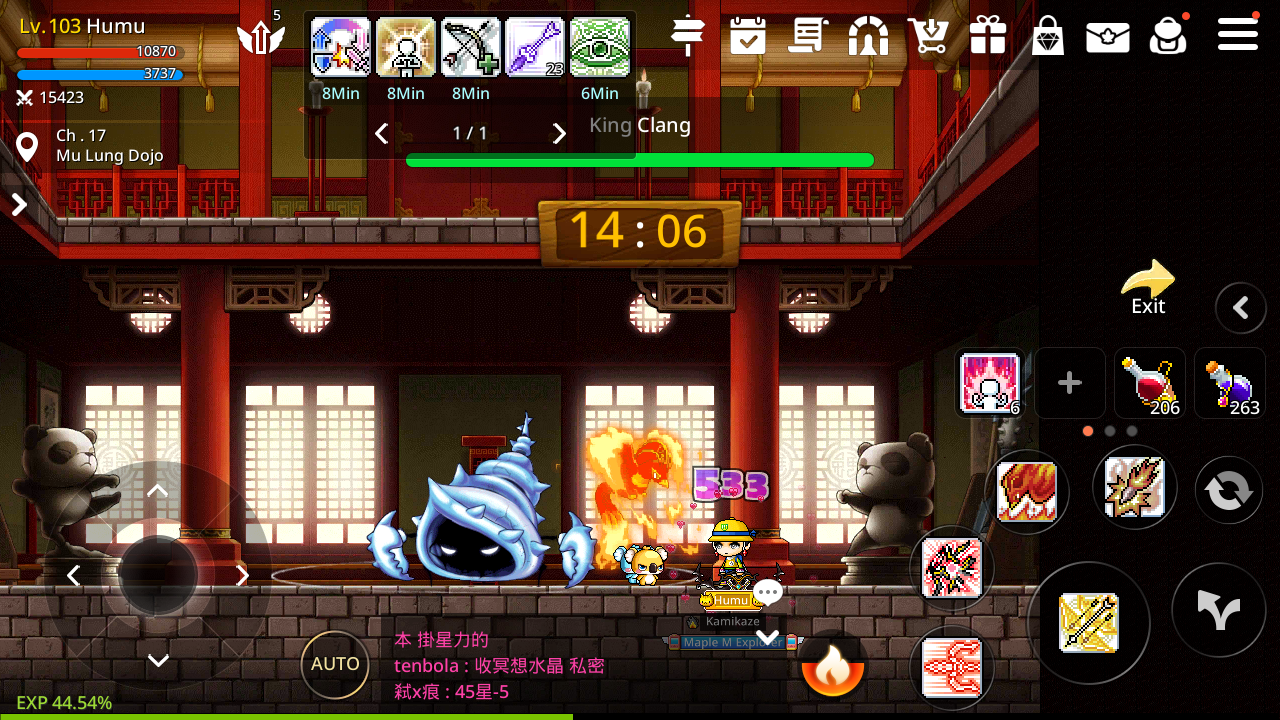 Lv.103 Humu
10870
3737
15423
Ch . 17
Mu Lung Dojo
5
23
8Min
8Min
8Min
6Min
1 / 1
King Clang
14 : 06
Exit
6
206
263
533
Humu
Kamikaze
Maple M Explorer
AUTO
本 掛星力的
tenbola : 收冥想水晶 私密
弒x痕 : 45星-5
EXP 44.54%